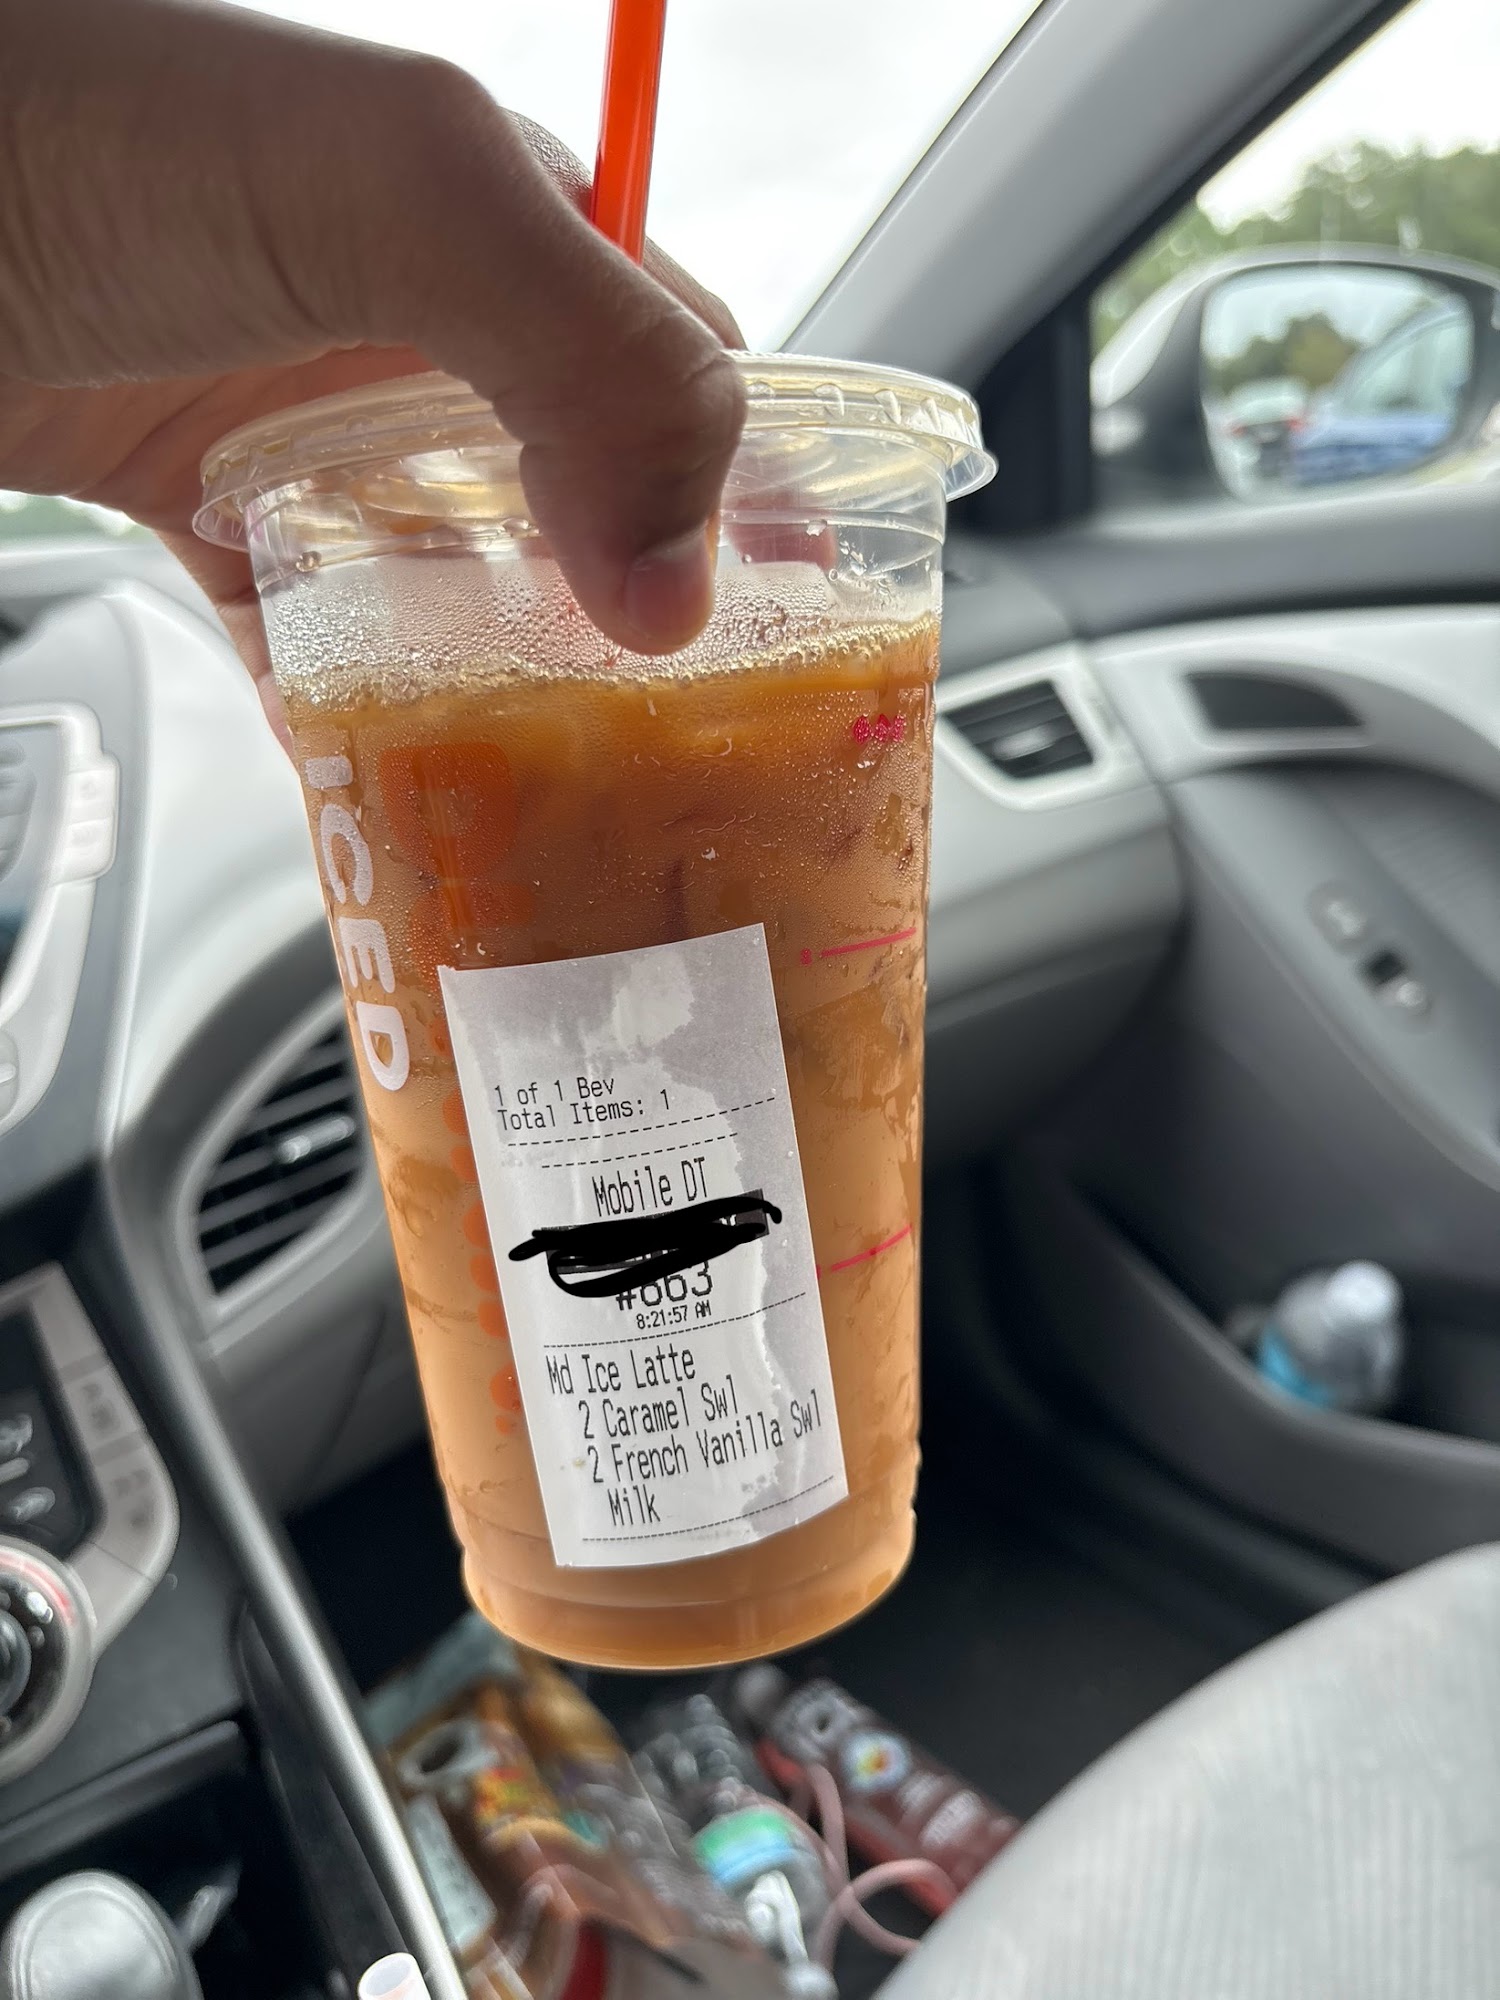 ICED
1 of 1 Bev
Total Items: 1
Mobile DT
8:21:57 AM
Md Ice Latte
2 Caramel Swl
2 French Vanilla Swl
Milk